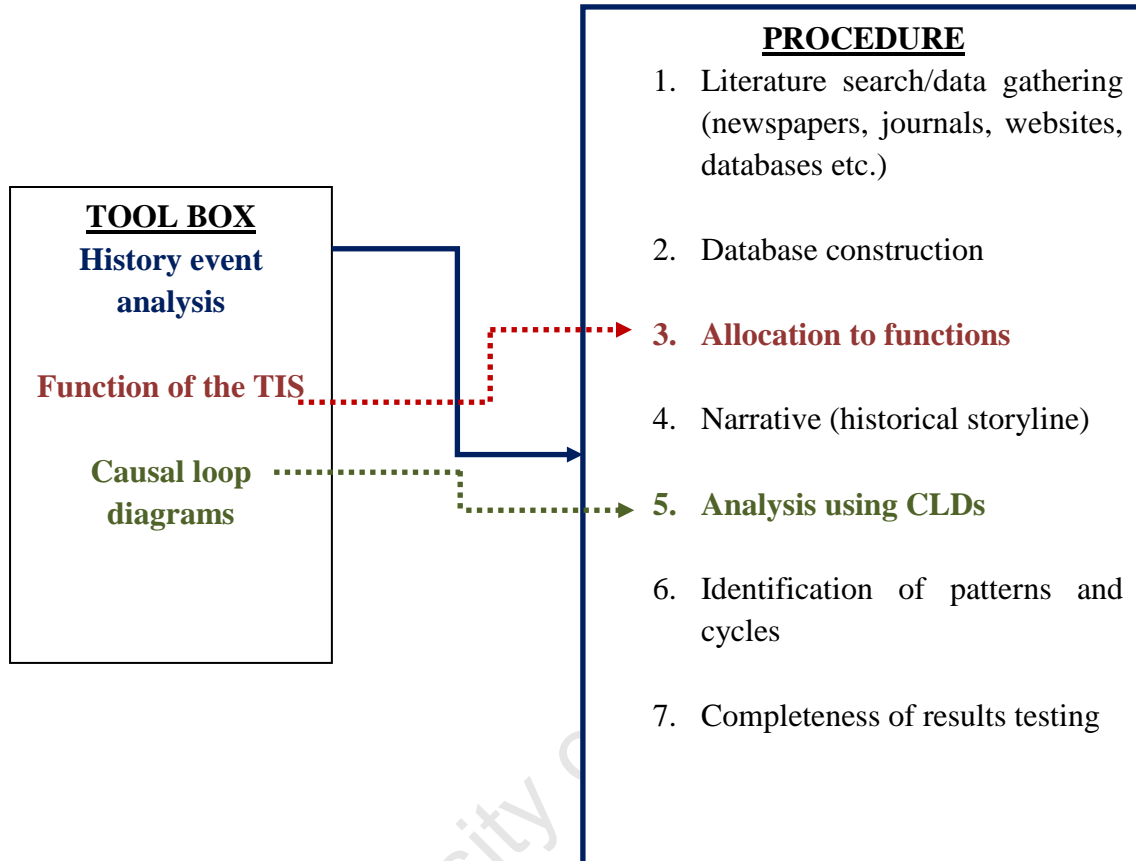 PROCEDURE
1. Literature search/data gathering
(newspapers, journals, websites,
databases etc.)
2. Database construction
3. Allocation to functions
4. Narrative (historical storyline)
5. Analysis using CLDs
6. Identification of patterns and
cycles
7. Completeness of results testing
TOOL BOX
History event
analysis
Function of the TIS
Causal loop
diagrams